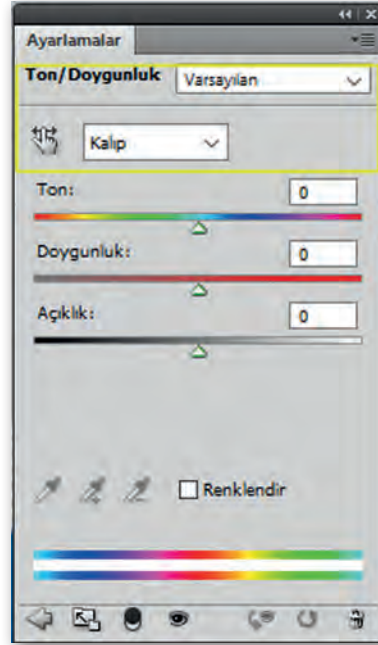 Ayarlamalar
Ton/Doygunluk Varsayılan
Kalıp
Ton: 0
Doygunluk: 0
Açıklık: 0
Renklendir